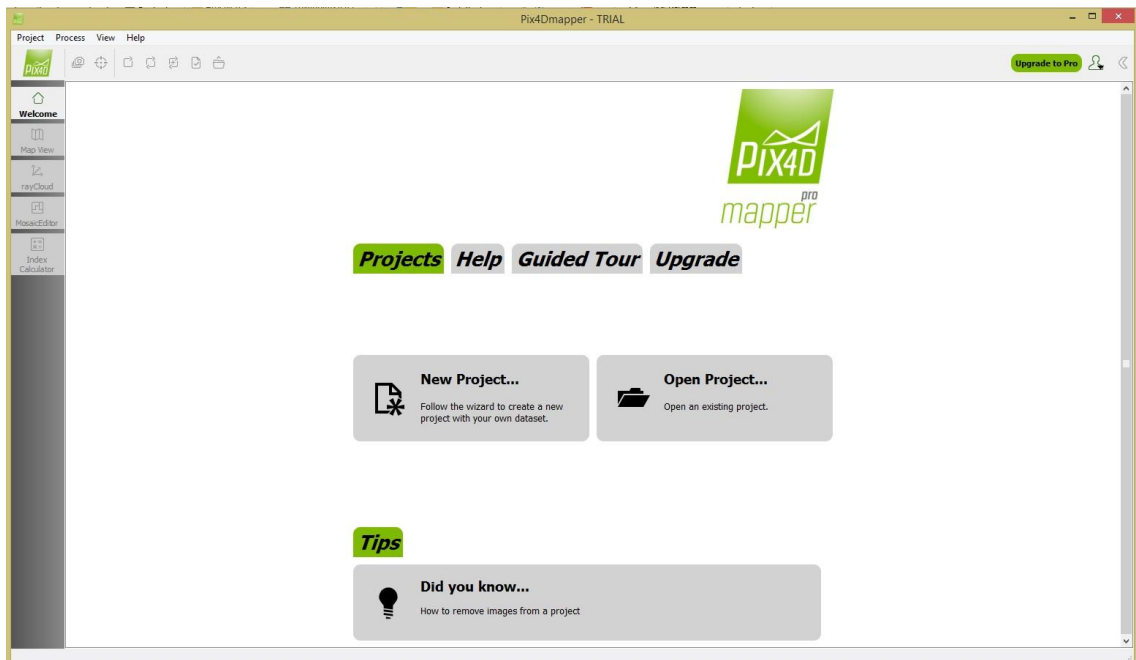 Pix4Dmapper - TRIAL
Project Process View Help
PIX4D
Upgrade to Pro
Welcome
Map View
rayCloud
MosaicEditor
Index
Calculator
PIX4D
pro
mapper
Projects Help Guided Tour Upgrade
New Project...
Follow the wizard to create a new
project with your own dataset.
Open Project...
Open an existing project.
Tips
Did you know...
How to remove images from a project